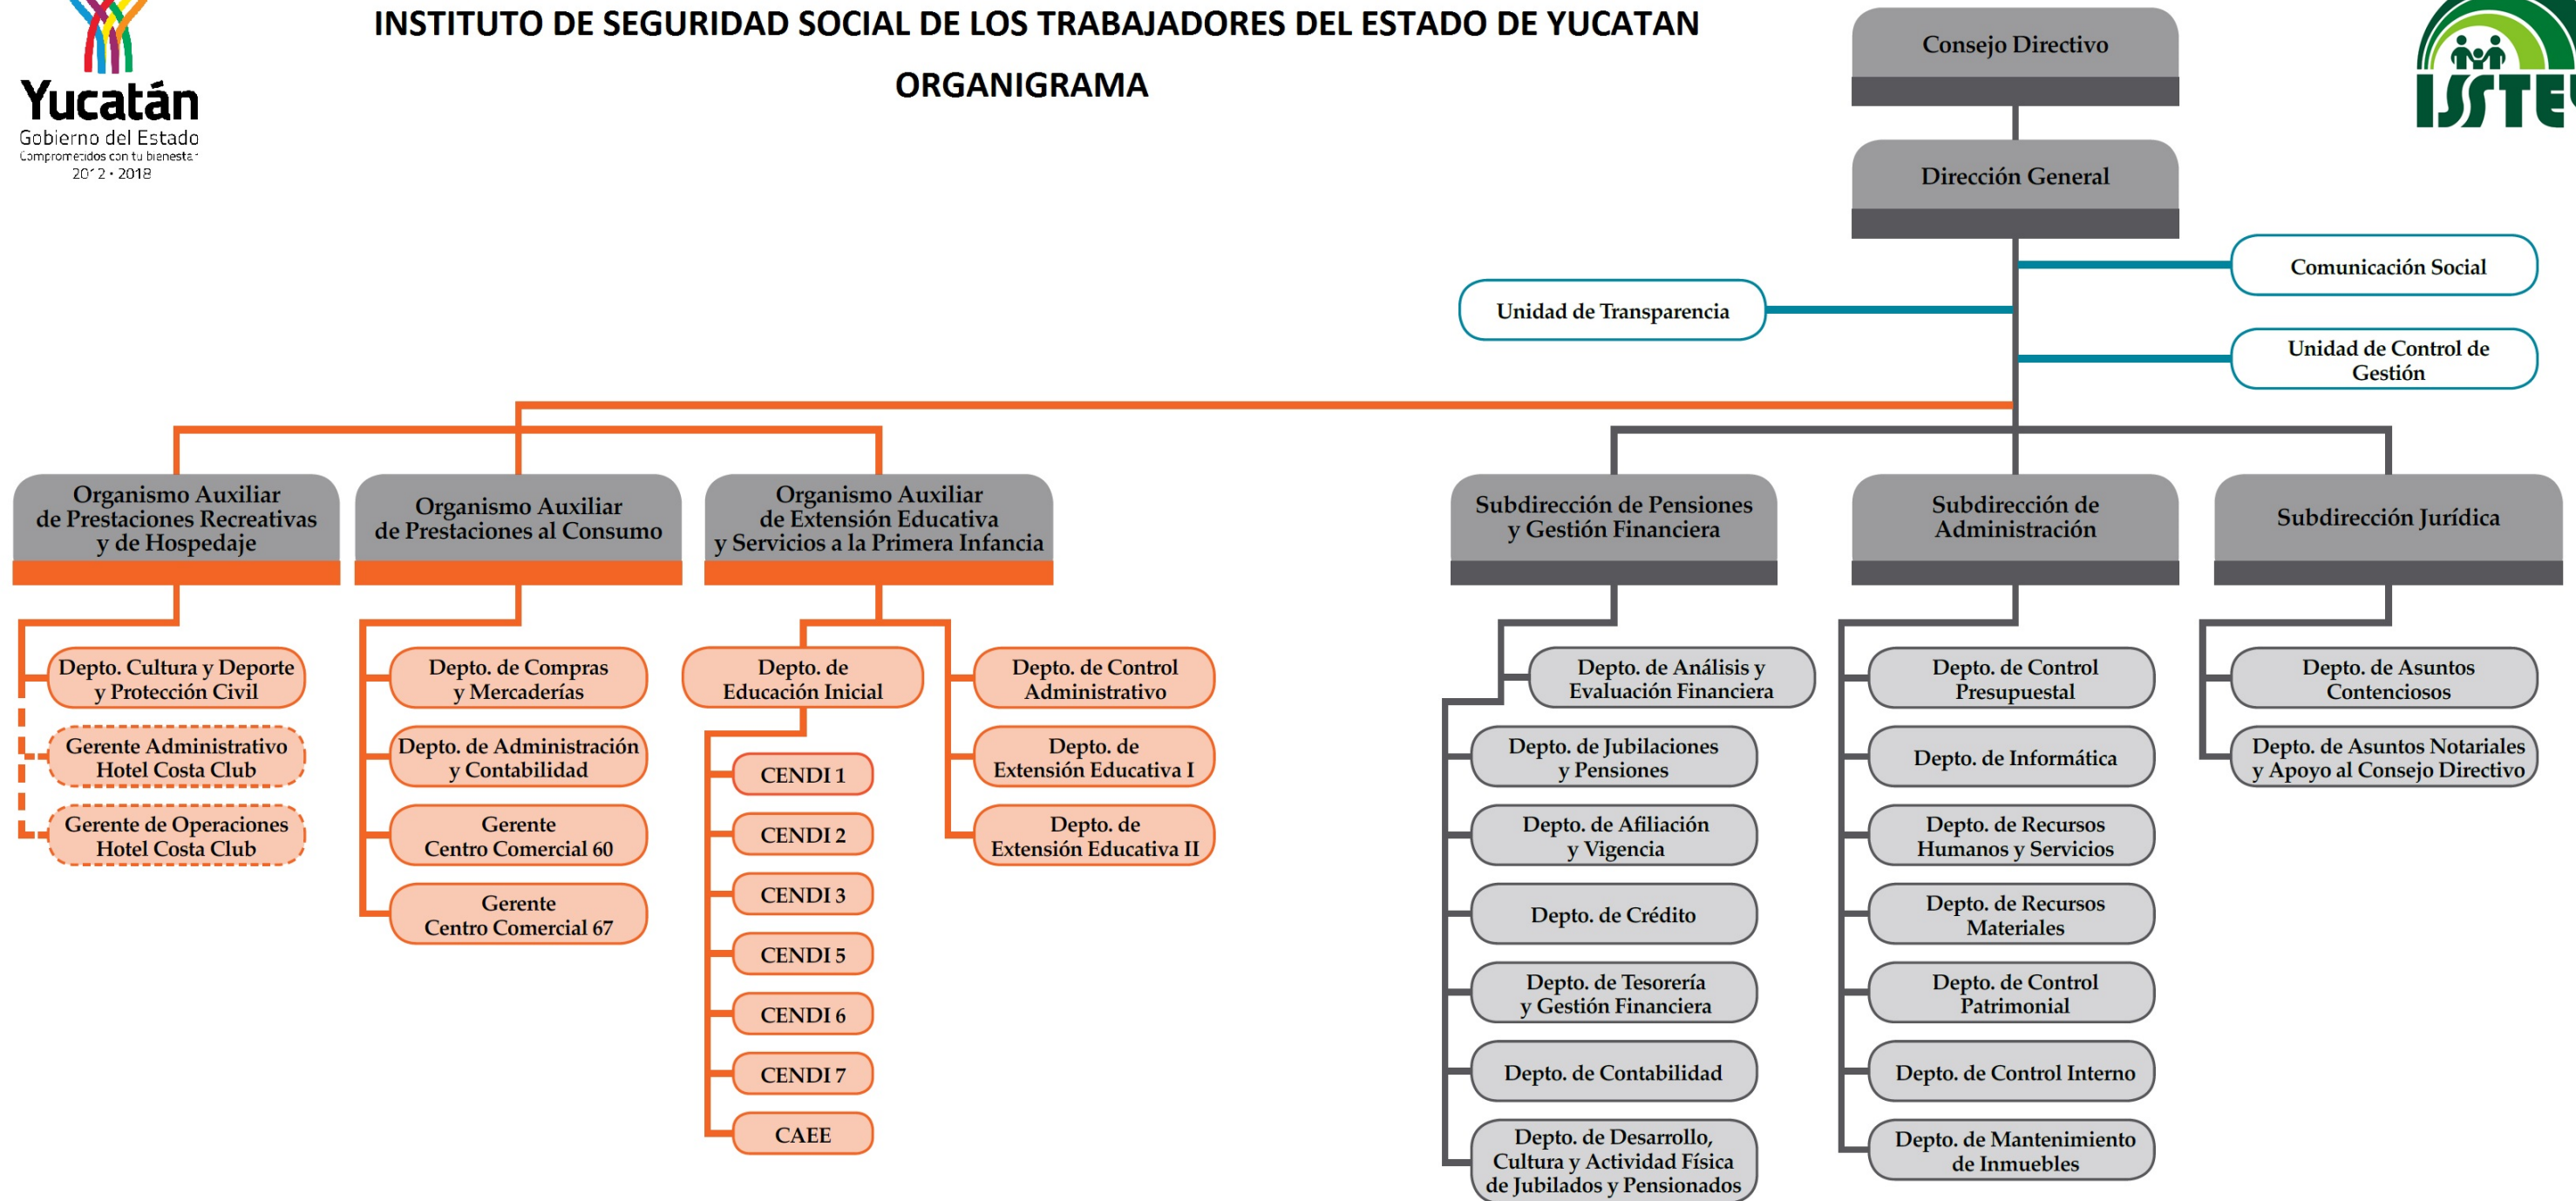 INSTITUTO DE SEGURIDAD SOCIAL DE LOS TRABAJADORES DEL ESTADO DE YUCATAN
ORGANIGRAMA
Yucatán
Gobierno del Estado
Comprometidos con tu bienestar
2012 • 2018
Consejo Directivo
Dirección General
Comunicación Social
Unidad de Transparencia
Unidad de Control de
Gestión
Organismo Auxiliar
de Prestaciones Recreativas
y de Hospedaje
Organismo Auxiliar
de Prestaciones al Consumo
Organismo Auxiliar
de Extensión Educativa
y Servicios a la Primera Infancia
Subdirección de Pensiones
y Gestión Financiera
Subdirección de
Administración
Subdirección Jurídica
Depto. Cultura y Deporte
y Protección Civil
Gerente Administrativo
Hotel Costa Club
Gerente de Operaciones
Hotel Costa Club
Depto. de Compras
y Mercaderías
Depto. de Administración
y Contabilidad
Gerente
Centro Comercial 60
Gerente
Centro Comercial 67
Depto. de
Educación Inicial
CENDI 1
CENDI 2
CENDI 3
CENDI 5
CENDI 6
CENDI 7
CAEE
Depto. de Control
Administrativo
Depto. de
Extensión Educativa I
Depto. de
Extensión Educativa II
Depto. de Análisis y
Evaluación Financiera
Depto. de Jubilaciones
y Pensiones
Depto. de Afiliación
y Vigencia
Depto. de Crédito
Depto. de Tesorería
y Gestión Financiera
Depto. de Contabilidad
Depto. de Desarrollo,
Cultura y Actividad Física
de Jubilados y Pensionados
Depto. de Control
Presupuestal
Depto. de Informática
Depto. de Recursos
Humanos y Servicios
Depto. de Recursos
Materiales
Depto. de Control
Patrimonial
Depto. de Control Interno
Depto. de Mantenimiento
de Inmuebles
Depto. de Asuntos
Contenciosos
Depto. de Asuntos Notariales
y Apoyo al Consejo Directivo